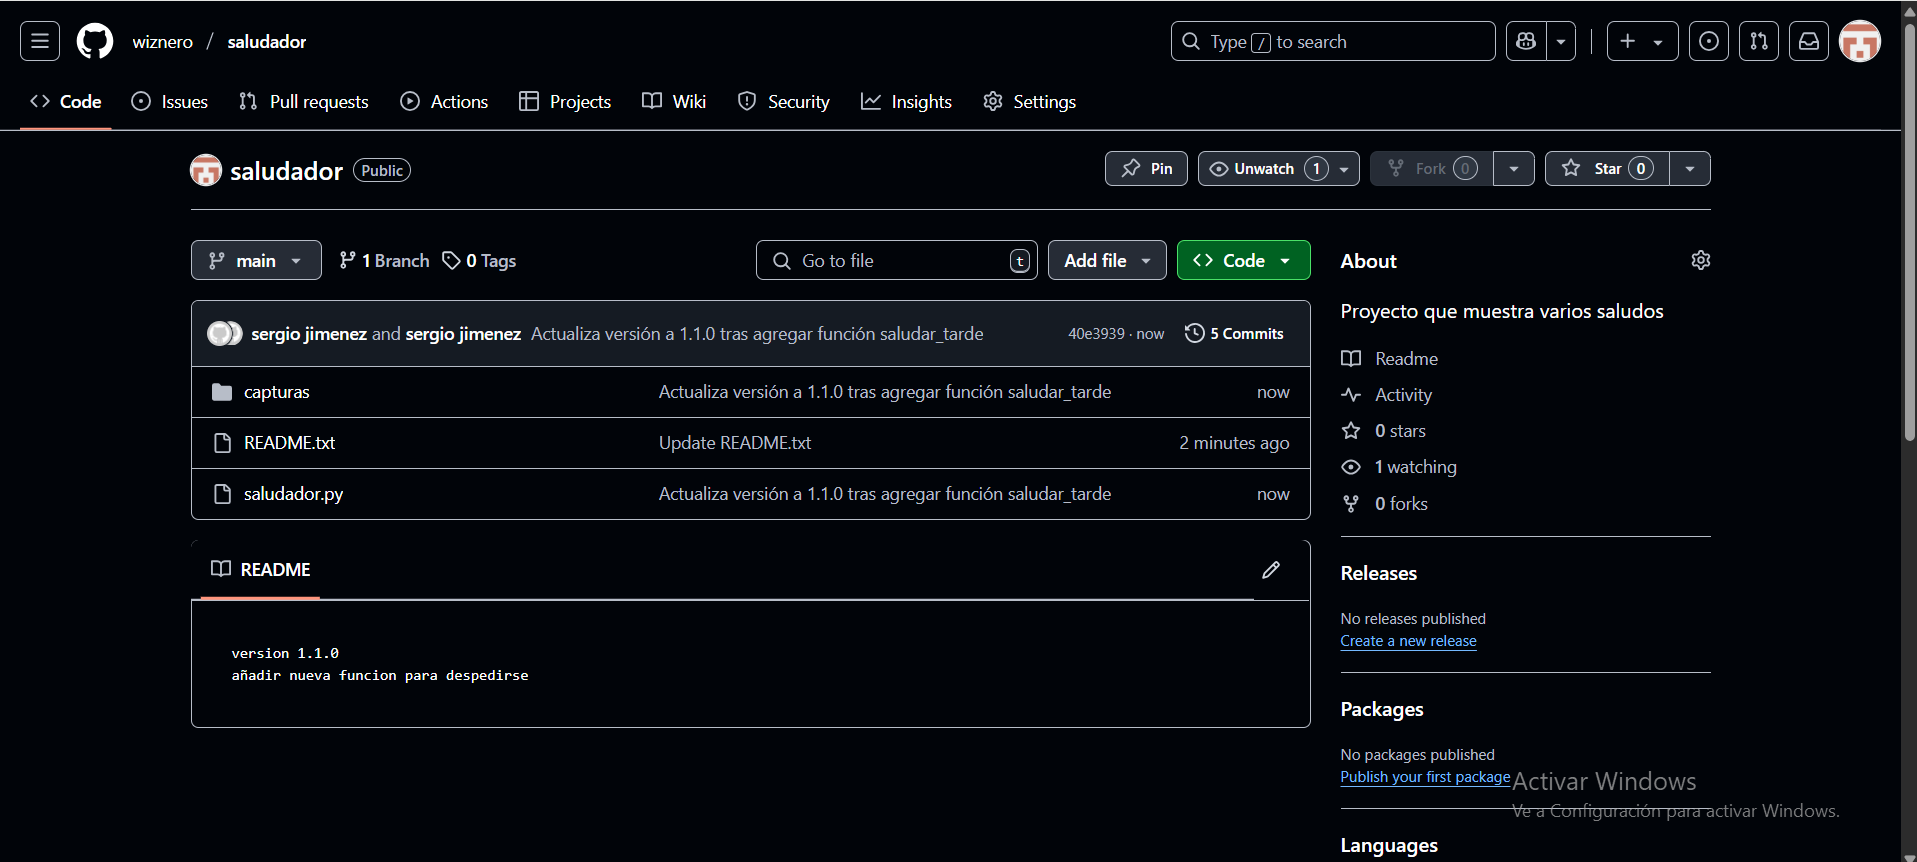 wiznero / saludador
Type / to search
Code Issues Pull requests Actions Projects Wiki Security Insights Settings
saludador Public
Pin Unwatch 1 Fork 0 Star 0
main 1 Branch 0 Tags Go to file t Add file Code
sergio jimenez and sergio jimenez Actualiza versión a 1.1.0 tras agregar función saludar_tarde 40e3939 · now 5 Commits
capturas Actualiza versión a 1.1.0 tras agregar función saludar_tarde now
README.txt Update README.txt 2 minutes ago
saludador.py Actualiza versión a 1.1.0 tras agregar función saludar_tarde now
README
version 1.1.0
añadir nueva funcion para despedirse
About
Proyecto que muestra varios saludos
Readme
Activity
0 stars
1 watching
0 forks
Releases
No releases published
Create a new release
Packages
No packages published
Publish your first package
Languages
Activar Windows
Ve a Configuración para activar Windows.